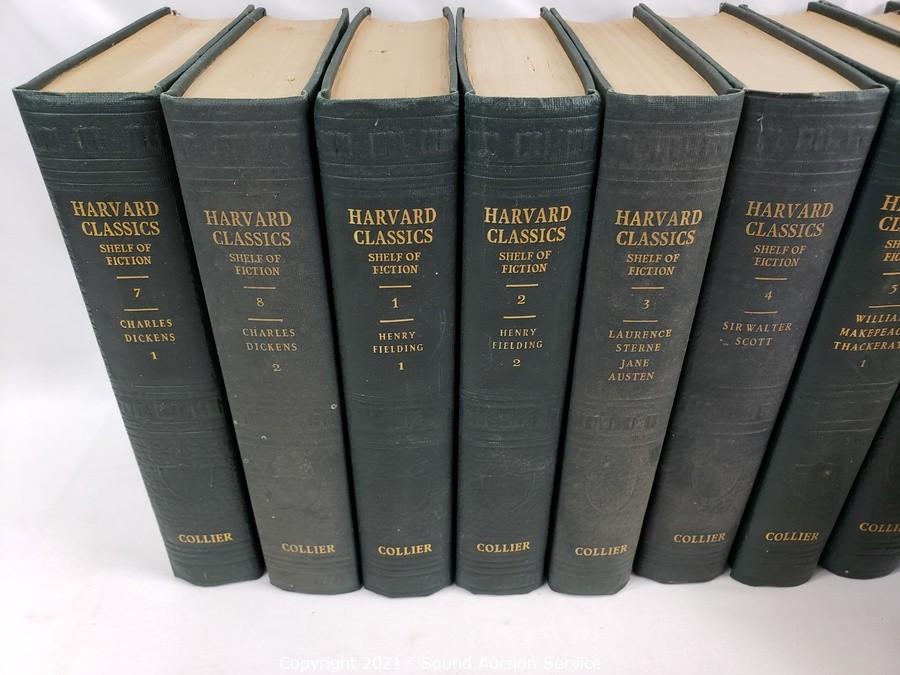 HARVARD
CLASSICS
SHELF OF
FICTION
7
CHARLES
DICKENS
1
COLLIER
HARVARD
CLASSICS
SHELF OF
FICTION
8
CHARLES
DICKENS
2
COLLIER
HARVARD
CLASSICS
SHELF OF
FICTION
1
HENRY
FIELDING
1
COLLIER
HARVARD
CLASSICS
SHELF OF
FICTION
2
HENRY
FIELDING
2
COLLIER
HARVARD
CLASSICS
SHELF OF
FICTION
3
LAURENCE
STERNE
JANE
AUSTEN
COLLIER
HARVARD
CLASSICS
SHELF OF
FICTION
4
SIR WALTER
SCOTT
COLLIER
5
MAKEPEAC
THACKERAY
1
COLLIER
Copyright 2021 - Sound Auction Service